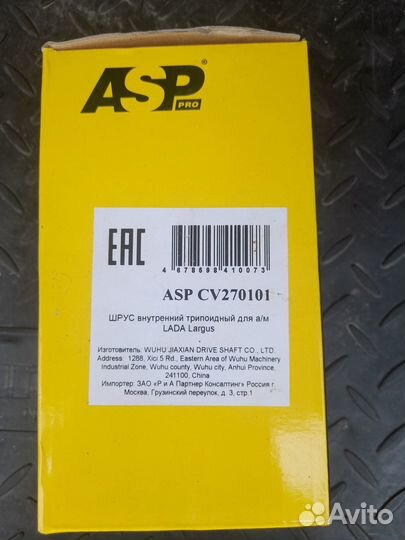 ASP®
PRO
EAC
4 678698 410073
ASP CV270101
ШРУС внутренний трипоидный для а/м
LADA Largus
Изготовитель: WUHU JIAXIAN DRIVE SHAFT CO., LTD.
Address: 1288, Xici 5 Rd., Eastern Area of Wuhu Machinery
Industrial Zone, Wuhu county, Wuhu city, Anhui Province,
241100, China
Импортер: ЗАО «Р и А Партнер Консалтинг» Россия г.
Москва, Грузинский переулок, д. 3, стр.1
Avito